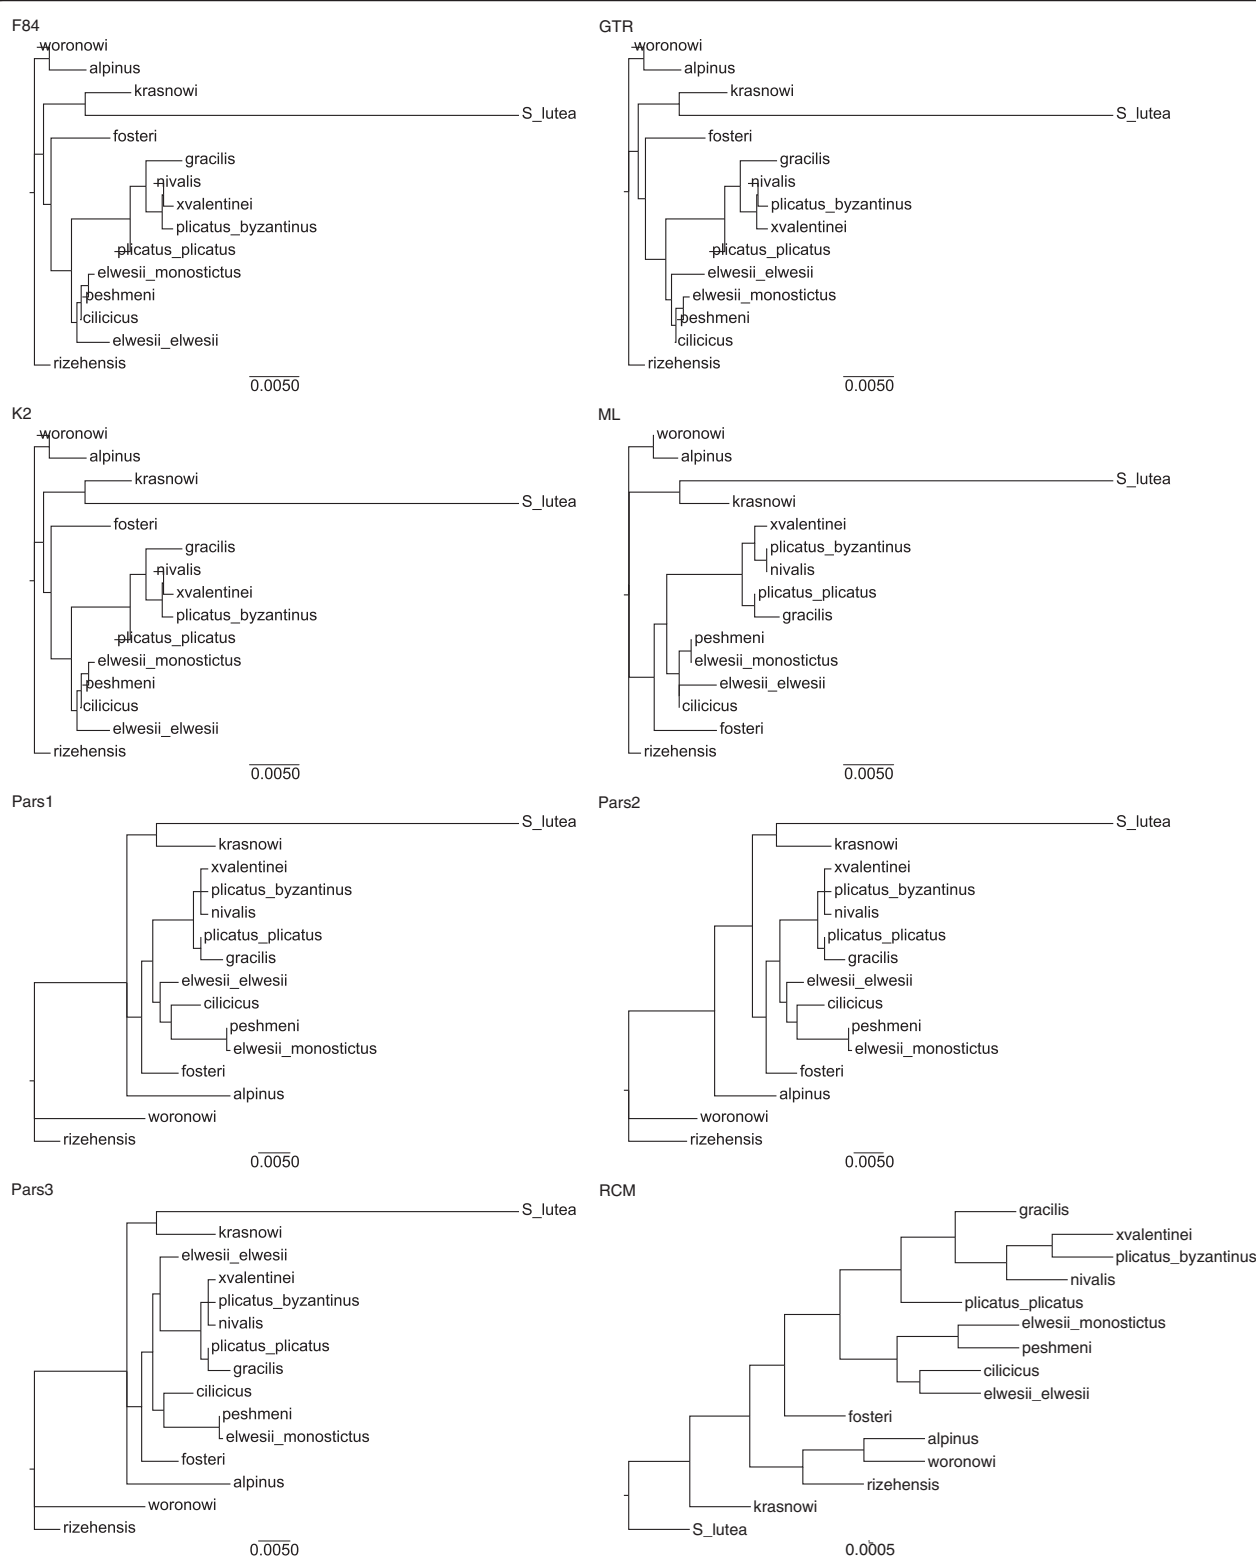 F84
woronowi
alpinus
krasnowi
S_lutea
fosteri
gracilis
nivalis
xvalentinei
plicatus_byzantinus
plicatus_plicatus
elwesii_monostictus
peshmeni
cilicicus
elwesii_elwesii
rizehensis
0.0050
GTR
woronowi
alpinus
krasnowi
S_lutea
fosteri
gracilis
nivalis
plicatus_byzantinus
xvalentinei
plicatus_plicatus
elwesii_elwesii
elwesii_monostictus
peshmeni
cilicicus
rizehensis
0.0050
K2
woronowi
alpinus
krasnowi
S_lutea
fosteri
gracilis
nivalis
xvalentinei
plicatus_byzantinus
plicatus_plicatus
elwesii_monostictus
peshmeni
cilicicus
elwesii_elwesii
rizehensis
0.0050
ML
woronowi
alpinus
S_lutea
krasnowi
xvalentinei
plicatus_byzantinus
nivalis
plicatus_plicatus
gracilis
peshmeni
elwesii_monostictus
elwesii_elwesii
cilicicus
fosteri
rizehensis
0.0050
Pars1
S_lutea
krasnowi
xvalentinei
plicatus_byzantinus
nivalis
plicatus_plicatus
gracilis
elwesii_elwesii
cilicicus
peshmeni
elwesii_monostictus
fosteri
alpinus
woronowi
rizehensis
0.0050
Pars2
S_lutea
krasnowi
xvalentinei
plicatus_byzantinus
nivalis
plicatus_plicatus
gracilis
elwesii_elwesii
cilicicus
peshmeni
elwesii_monostictus
fosteri
alpinus
woronowi
rizehensis
0.0050
Pars3
S_lutea
krasnowi
elwesii_elwesii
xvalentinei
plicatus_byzantinus
nivalis
plicatus_plicatus
gracilis
cilicicus
peshmeni
elwesii_monostictus
fosteri
alpinus
woronowi
rizehensis
0.0050
RCM
gracilis
xvalentinei
plicatus_byzantinus
nivalis
plicatus_plicatus
elwesii_monostictus
peshmeni
cilicicus
elwesii_elwesii
fosteri
alpinus
woronowi
rizehensis
krasnowi
S_lutea
0.0005